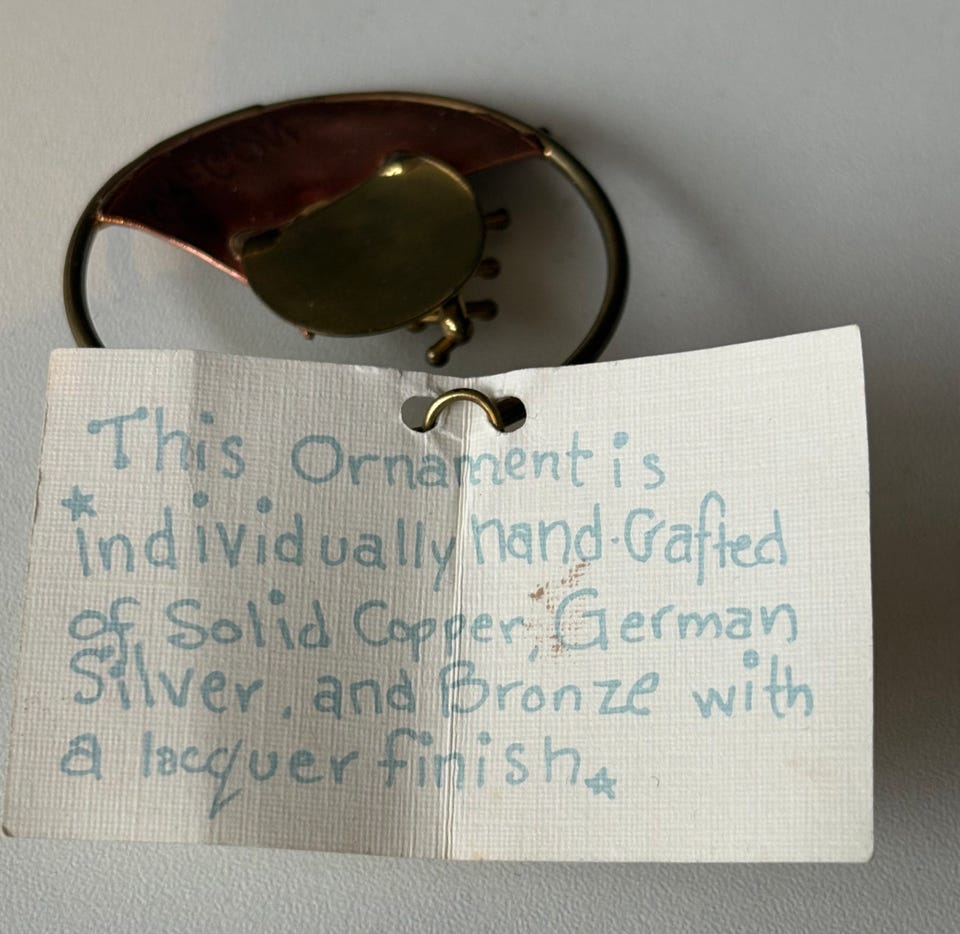 This Ornament is
individually hand-Crafted
of Solid Copper, German
Silver, and Bronze with
a lacquer finish.